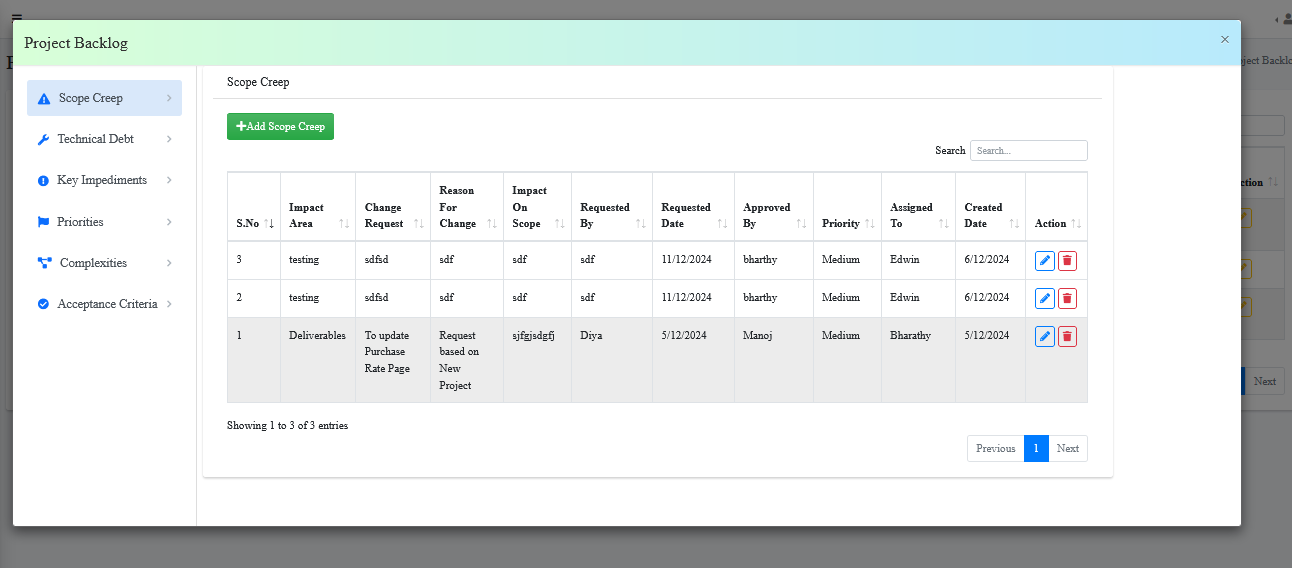 Project Backlog
×
ject Backlo
Scope Creep
Technical Debt
Key Impediments
Priorities
Complexities
Acceptance Criteria
Scope Creep
Add Scope Creep
Search Search...
S.No Impact Area Change Request Reason For Change Impact On Scope Requested By Requested Date Approved By Priority Assigned To Created Date Action
3 testing sdfsd sdf sdf sdf 11/12/2024 bharthy Medium Edwin 6/12/2024
2 testing sdfsd sdf sdf sdf 11/12/2024 bharthy Medium Edwin 6/12/2024
1 Deliverables To update Purchase Rate Page Request based on New Project sjfgjsdgfj Diya 5/12/2024 Manoj Medium Bharathy 5/12/2024
Showing 1 to 3 of 3 entries
Previous 1 Next
ction
Next